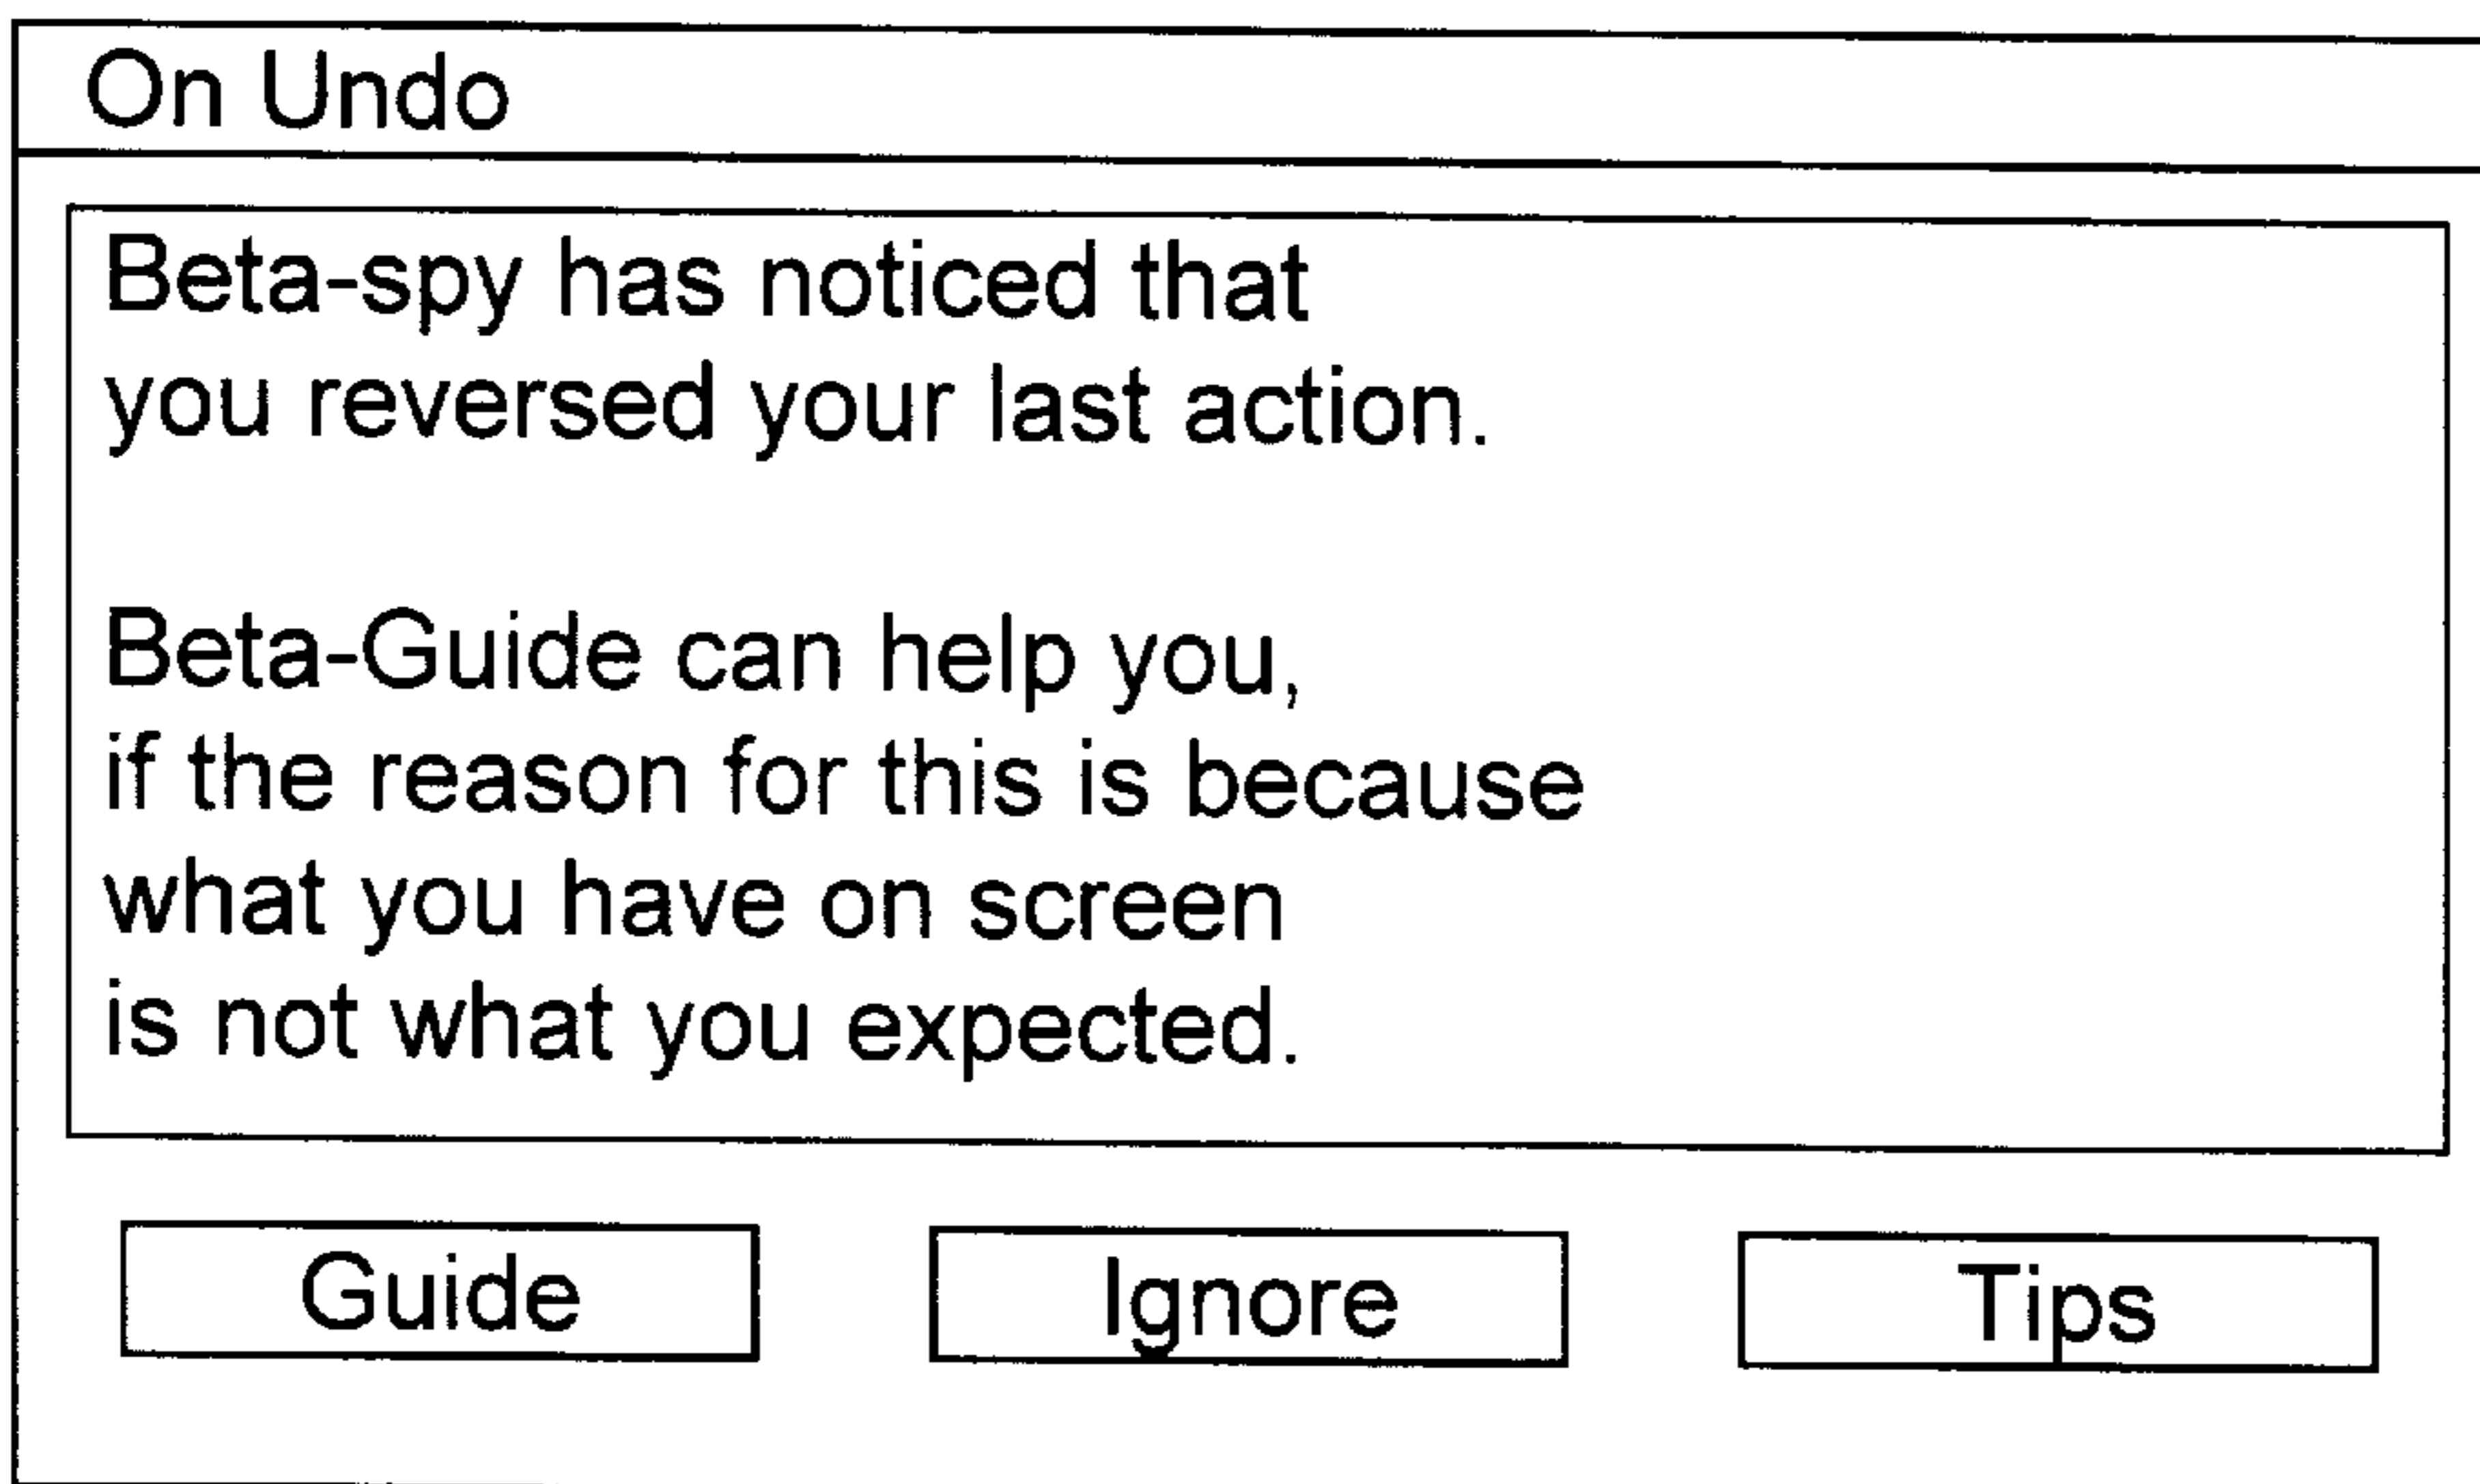 On Undo
Beta-spy has noticed that
you reversed your last action.
Beta-Guide can help you,
if the reason for this is because
what you have on screen
is not what you expected.
Guide
Ignore
Tips